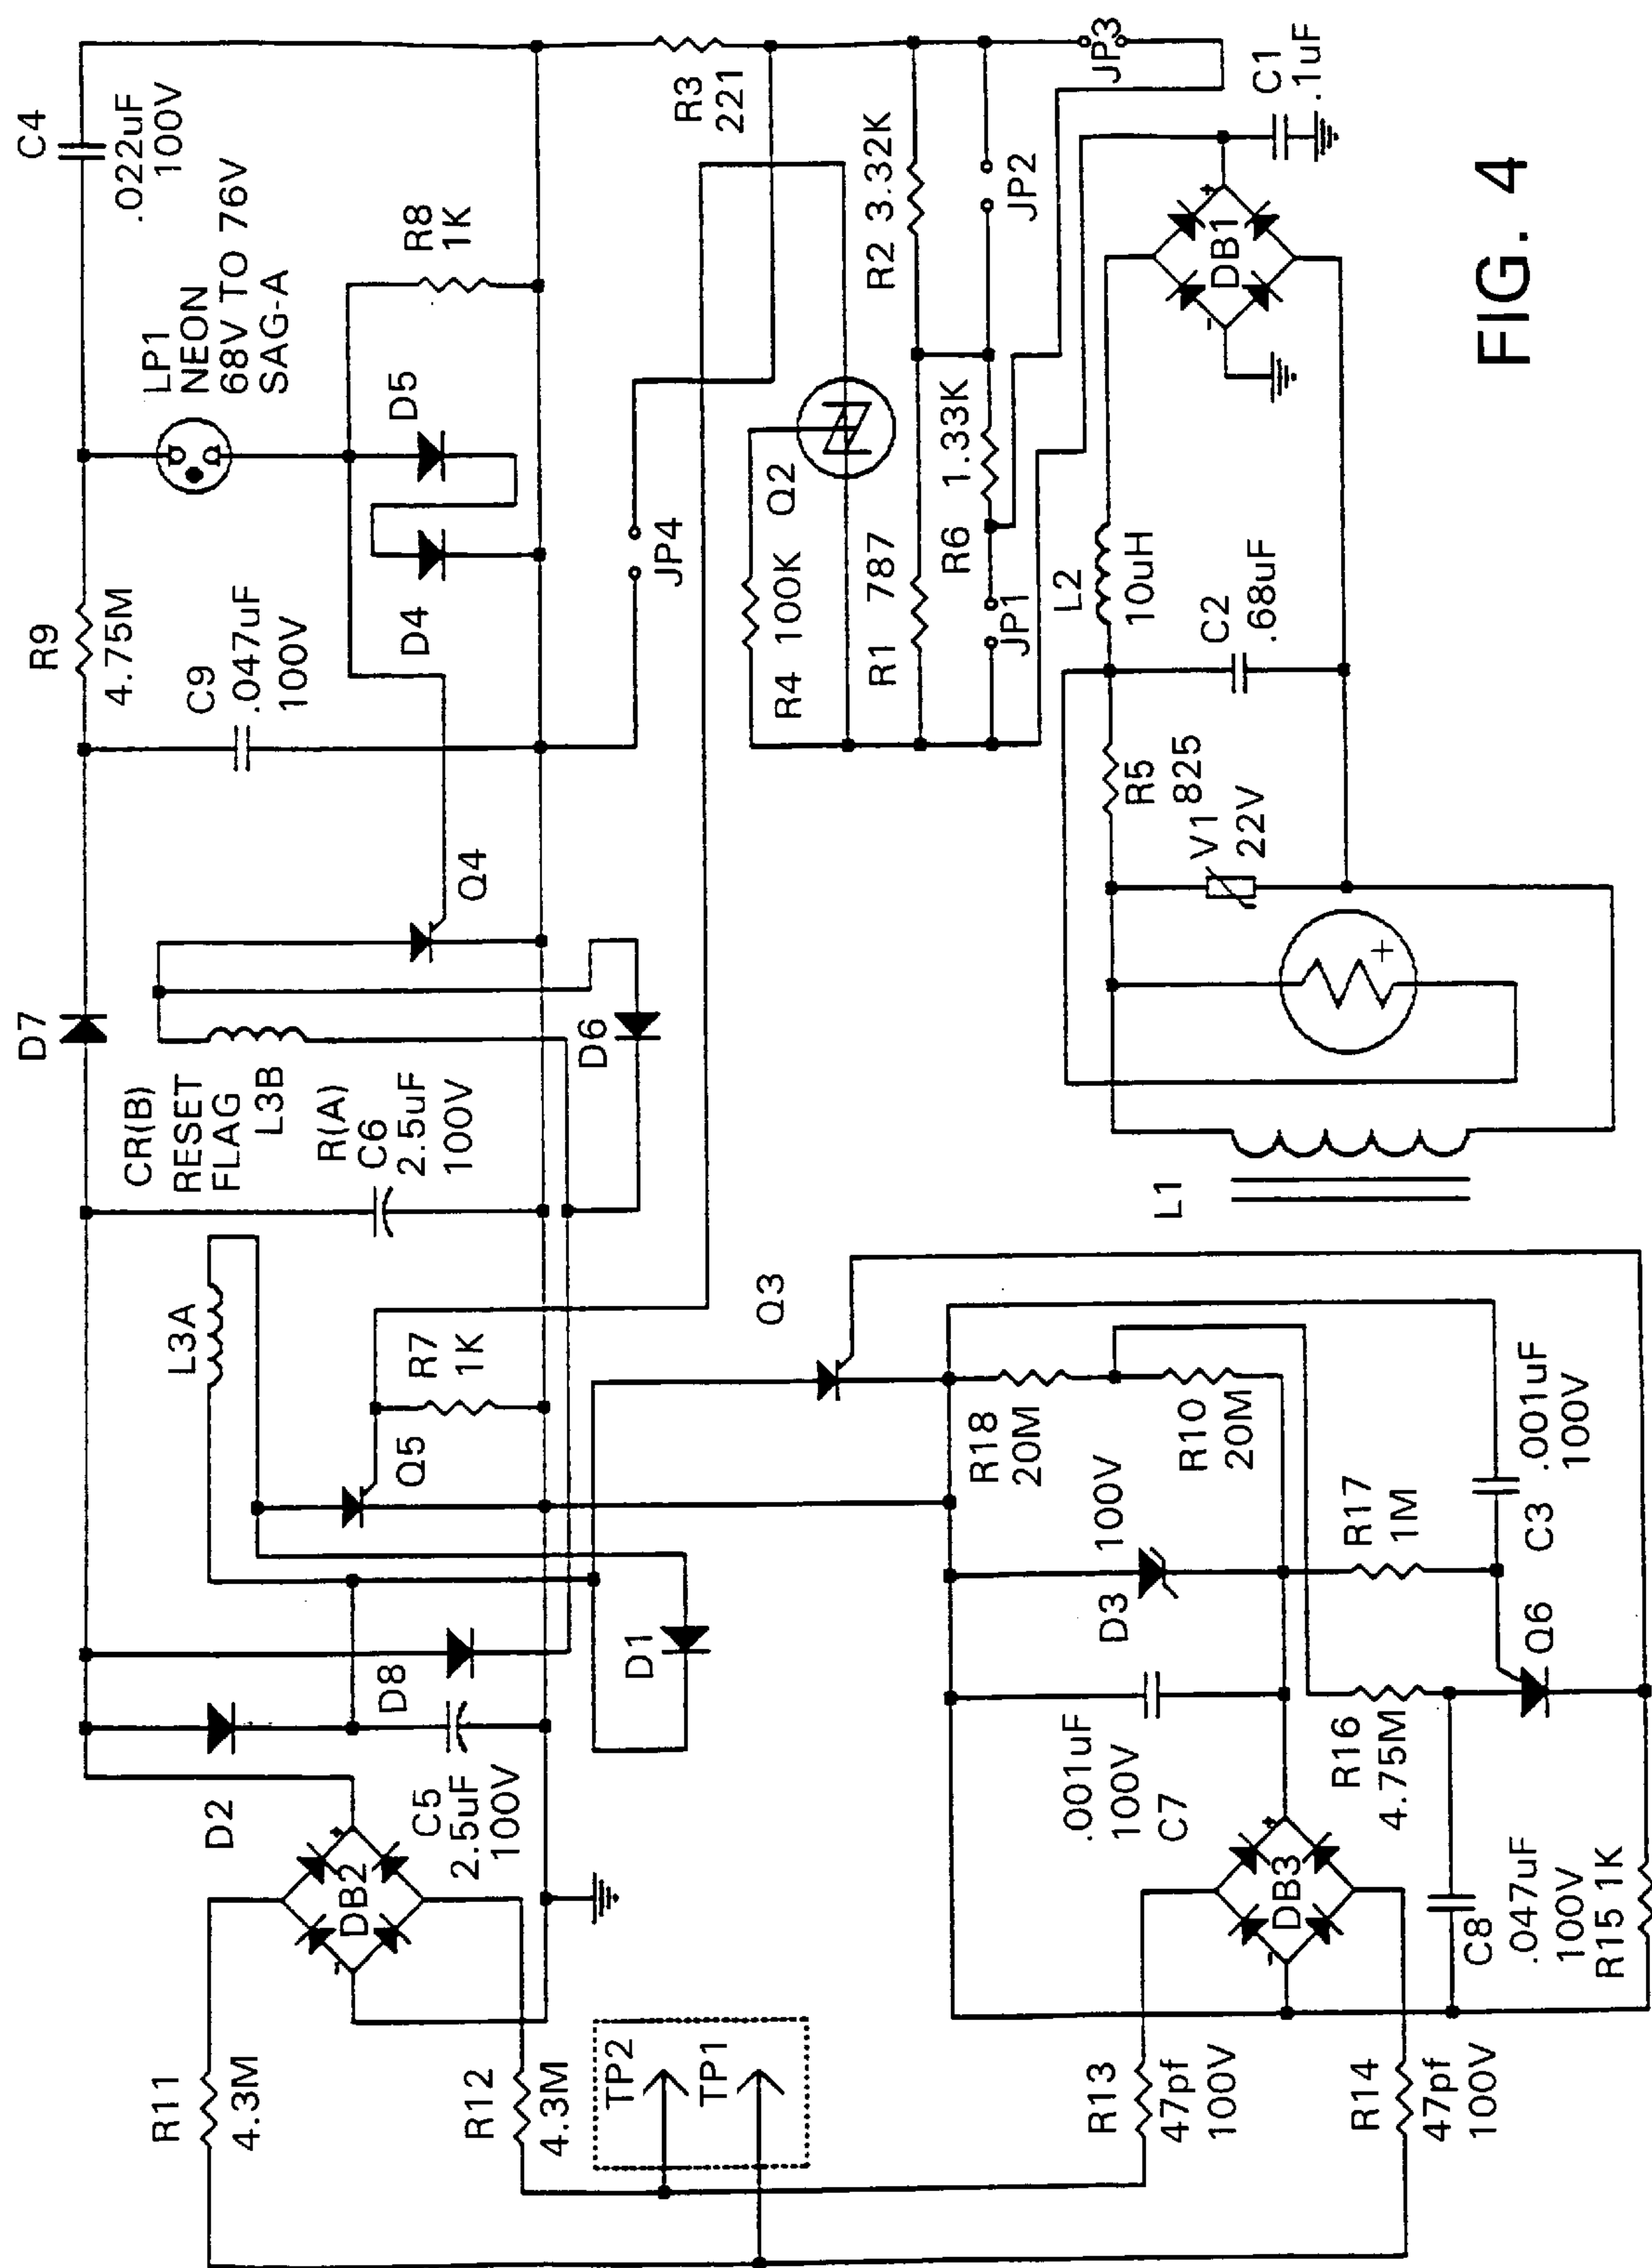 C4
.022uF
100V
LP1
NEON
68V TO 76V
SAG-A
R8
1K
D5
D4
R9
4.75M
C9
.047uF
100V
JP4
R3
221
JP3
C1
.1uF
R2 3.32K
JP2
DB1
+
-
Q2
R4 100K
R1 787
R6 1.33K
JP1
L2
10uH
C2
.68uF
R5
825
V1
22V
+
L1
Q4
D7
CR(B)
RESET
FLAG
L3B
R(A)
C6
2.5uF
100V
D6
L3A
R7
1K
Q5
Q3
D1
D8
D2
C5
2.5uF
100V
DB2
+
-
R11
4.3M
R12
4.3M
TP2
TP1
R18
20M
R10
20M
100V
D3
R17
1M
C3
.001uF
100V
Q6
.001uF
100V
C7
R16
4.75M
DB3
+
-
C8
.047uF
100V
R15 1K
R13
47pf
100V
R14
47pf
100V
FIG. 4